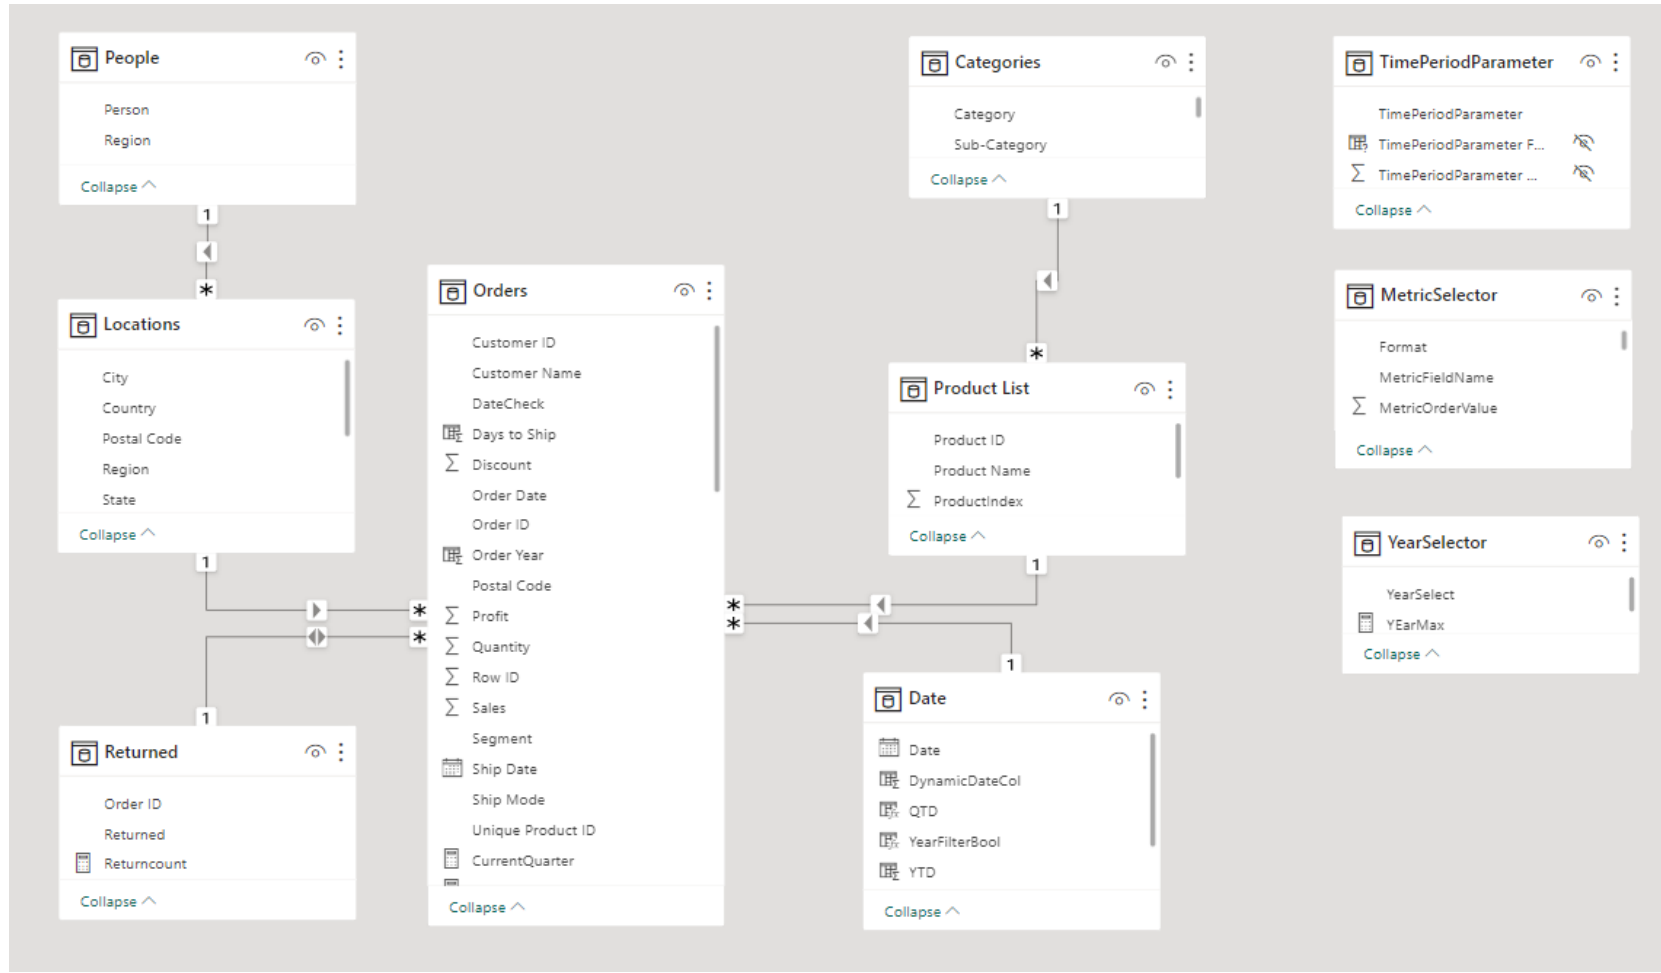 People
Person
Region
Collapse
1
*
Locations
City
Country
Postal Code
Region
State
Collapse
1
*
*
1
Returned
Order ID
Returned
Returncount
Collapse
Orders
Customer ID
Customer Name
DateCheck
Days to Ship
Discount
Order Date
Order ID
Order Year
Postal Code
Profit
Quantity
Row ID
Sales
Segment
Ship Date
Ship Mode
Unique Product ID
CurrentQuarter
Collapse
Categories
Category
Sub-Category
Collapse
1
*
Product List
Product ID
Product Name
ProductIndex
Collapse
1
*
*
1
Date
Date
DynamicDateCol
QTD
YearFilterBool
YTD
Collapse
TimePeriodParameter
TimePeriodParameter
TimePeriodParameter F...
TimePeriodParameter ...
Collapse
MetricSelector
Format
MetricFieldName
MetricOrderValue
Collapse
YearSelector
YearSelect
YEarMax
Collapse